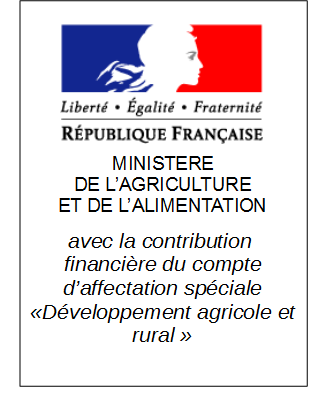 Liberté • Égalité • Fraternité
RÉPUBLIQUE FRANÇAISE
MINISTERE
DE L'AGRICULTURE
ET DE L'ALIMENTATION
avec la contribution
financière du compte
d'affectation spéciale
«Développement agricole et
rural »